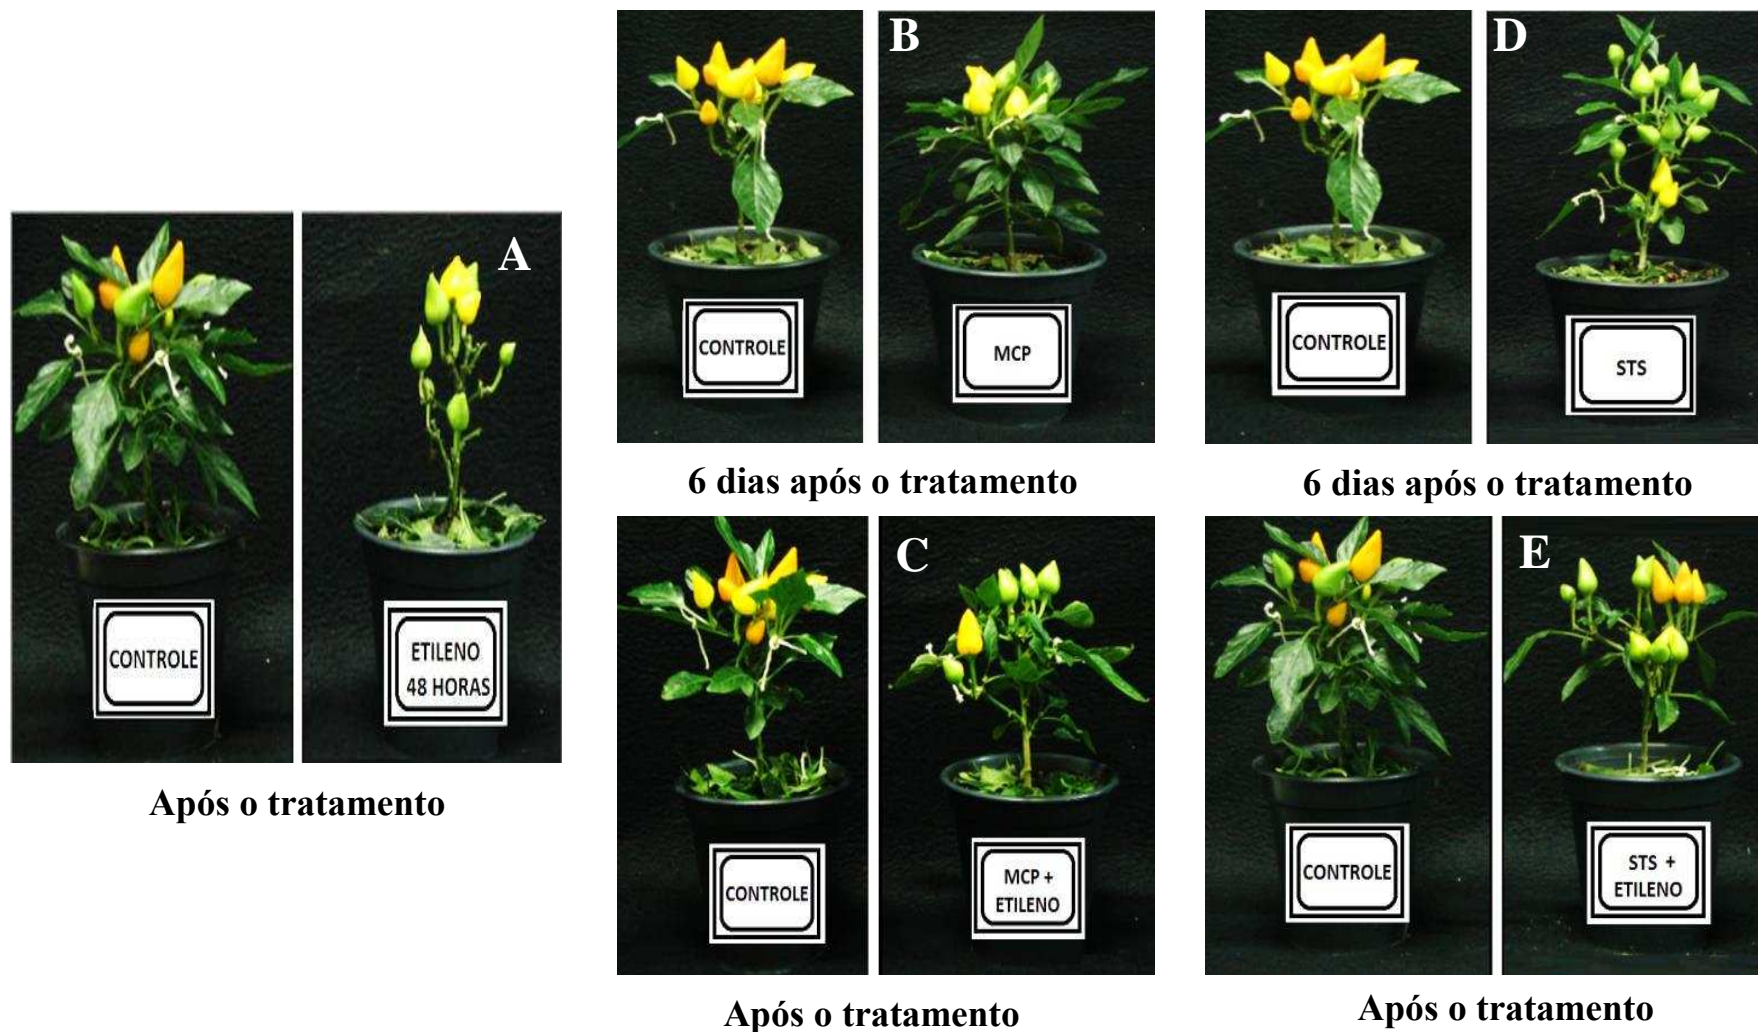 A
CONTROLE
ETILENO
48 HORAS
Após o tratamento
B
CONTROLE
MCP
6 dias após o tratamento
C
CONTROLE
MCP +
ETILENO
Após o tratamento
D
CONTROLE
STS
6 dias após o tratamento
E
CONTROLE
STS +
ETILENO
Após o tratamento